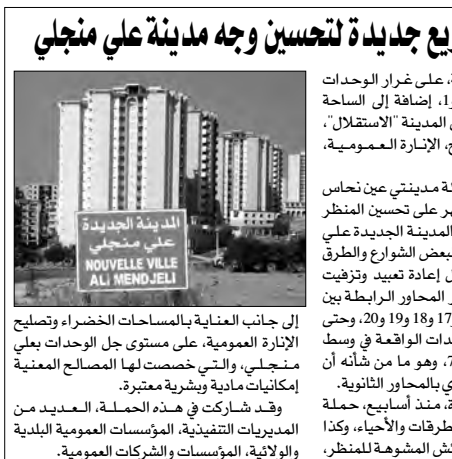 يع جديدة لتحسين وجه مدينة علي منجلي
، على غرار الوحدات
1، إضافة إلى الساحة
المدينة "الاستقلال"،
، الإنارة العمومية،
ة مدينتي عين نحاس
هر على تحسين المنظر
المدينة الجديدة علي
بعض الشوارع والطرق
إعادة تعبيد وتزفيت
المحاور الرابطة بين
17 و18 و19 و20، وحتى
دات الواقعة في وسط
7، وهو ما من شأنه أن
ي بالمحاور الثانوية.
ة، منذ أسابيع، حملة
طرقات والأحياء، وكذا
ئش المشوهة للمنظر،
المدينة الجديدة
علي منجلي
NOUVELLE VILLE
ALI MENDJELI
إلى جانب العناية بالمساحات الخضراء وتصليح
الإنارة العمومية، على مستوى جل الوحدات بعلي
منجلي، والتي خصصت لها المصالح المعنية
إمكانيات مادية وبشرية معتبرة.
وقد شاركت في هذه الحملة، العديد من
المديريات التنفيذية، المؤسسات العمومية البلدية
والولائية، المؤسسات والشركات العمومية.